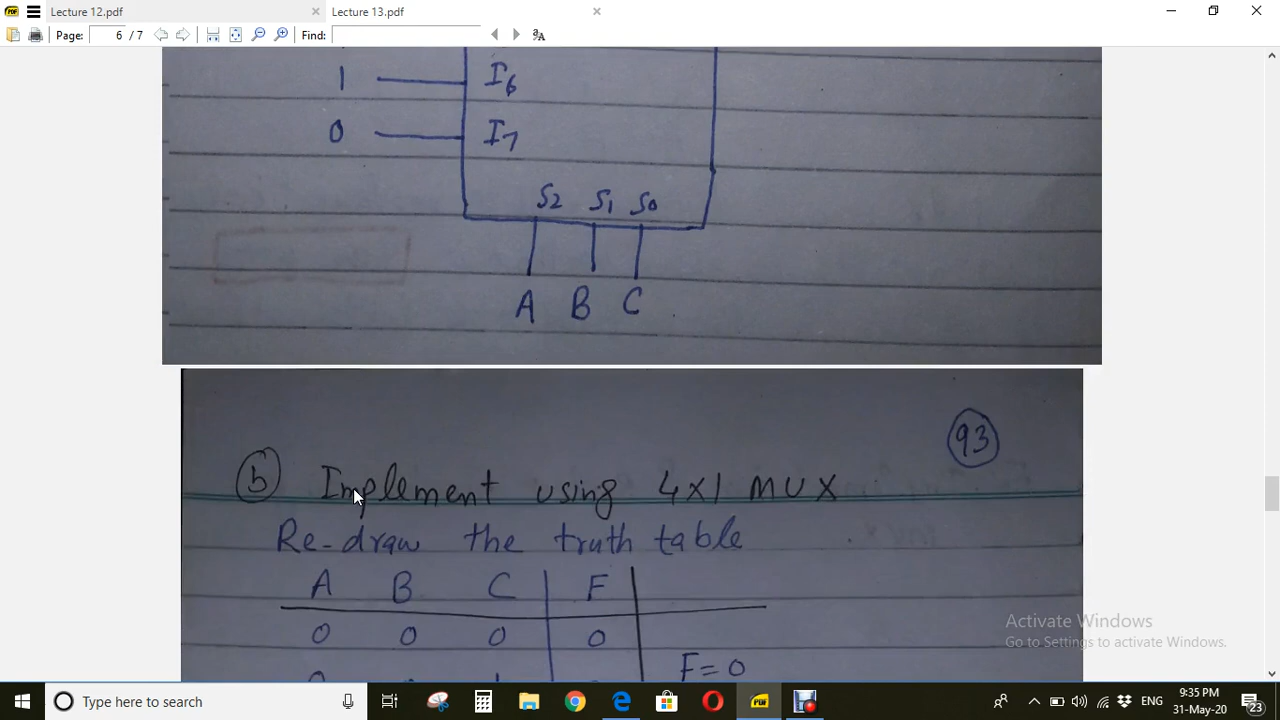 Lecture 12.pdf
Lecture 13.pdf
Page: 6 / 7 Find:
1 I6
0 I7
S2 S1 S0
A B C
93
b Implement using 4x1 MUX
Re-draw the truth table
A B C F
0 0 0 0
F=0
Activate Windows
Go to Settings to activate Windows.
Type here to search
ENG
9:35 PM
31-May-20
23